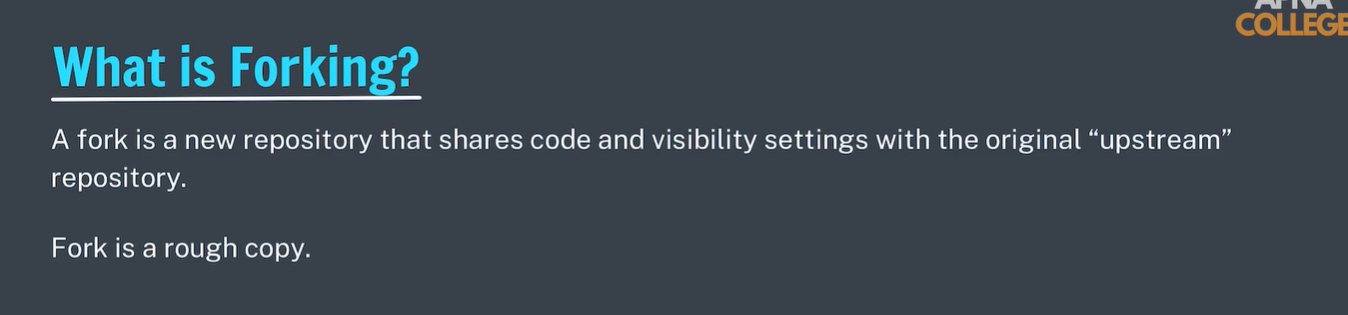 APNA
COLLEGE
What is Forking?
A fork is a new repository that shares code and visibility settings with the original “upstream”
repository.
Fork is a rough copy.